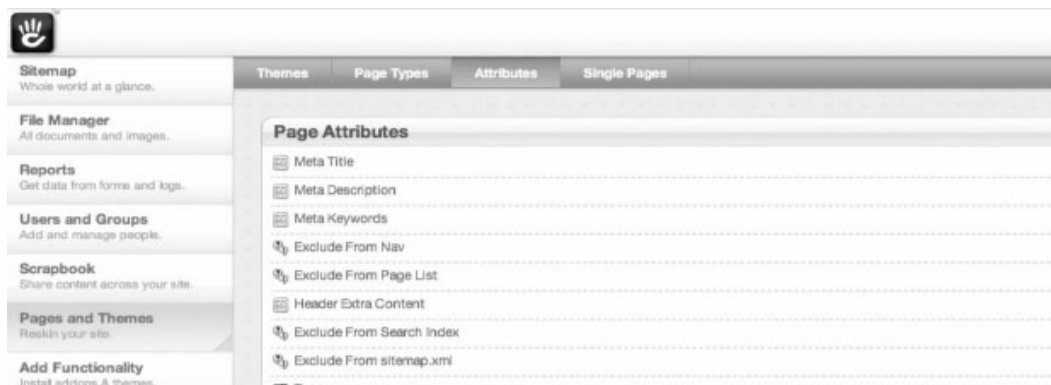 Sitemap
Whole world at a glance.
File Manager
All documents and images.
Reports
Get data from forms and logs.
Users and Groups
Add and manage people.
Scrapbook
Share content across your site.
Pages and Themes
Reskin your site.
Add Functionality
Install addons & themes.
Themes Page Types Attributes Single Pages
Page Attributes
Meta Title
Meta Description
Meta Keywords
Exclude From Nav
Exclude From Page List
Header Extra Content
Exclude From Search Index
Exclude From sitemap.xml